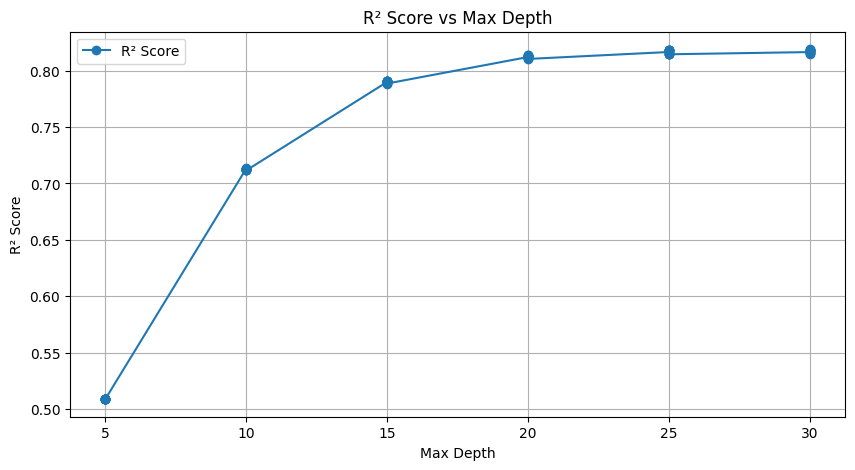 R² Score vs Max Depth
R² Score
R² Score
0.80
0.75
0.70
0.65
0.60
0.55
0.50
5 10 15 20 25 30
Max Depth